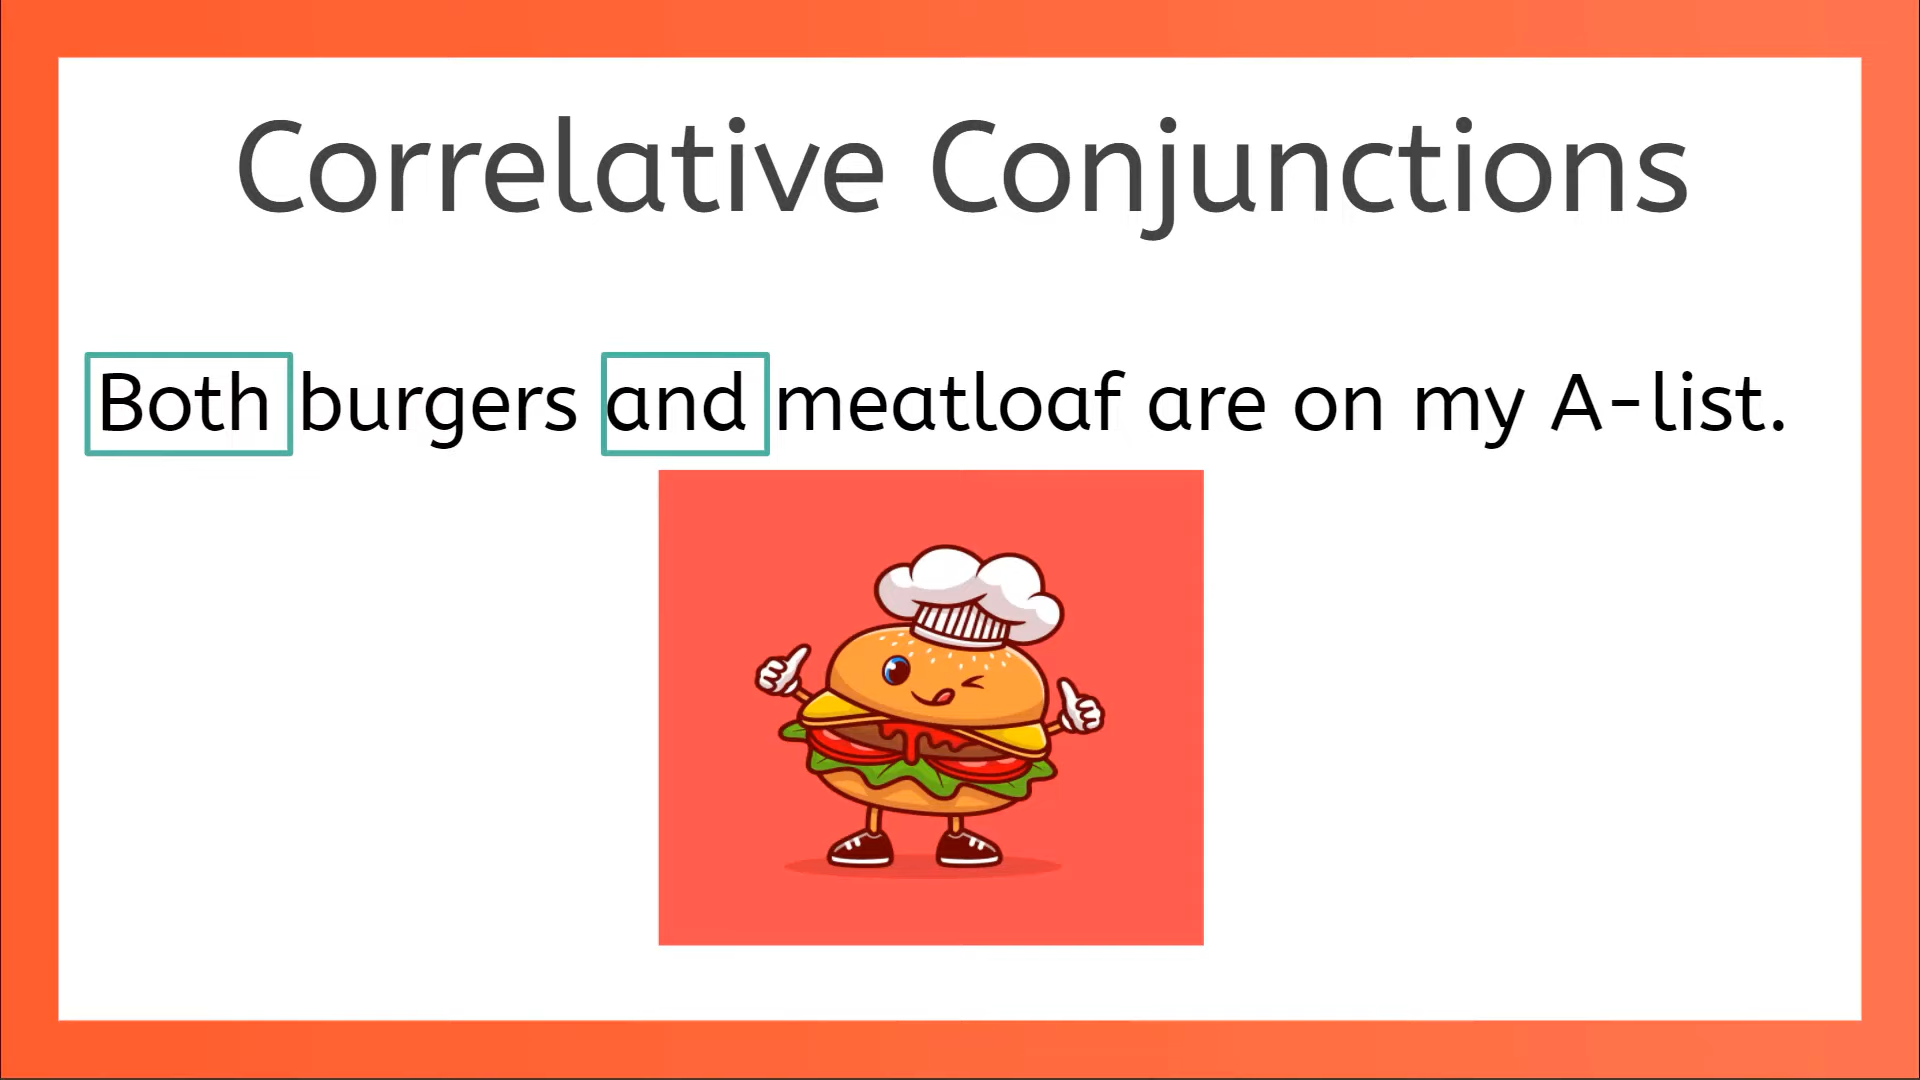 Correlative Conjunctions
Both burgers and meatloaf are on my A-list.